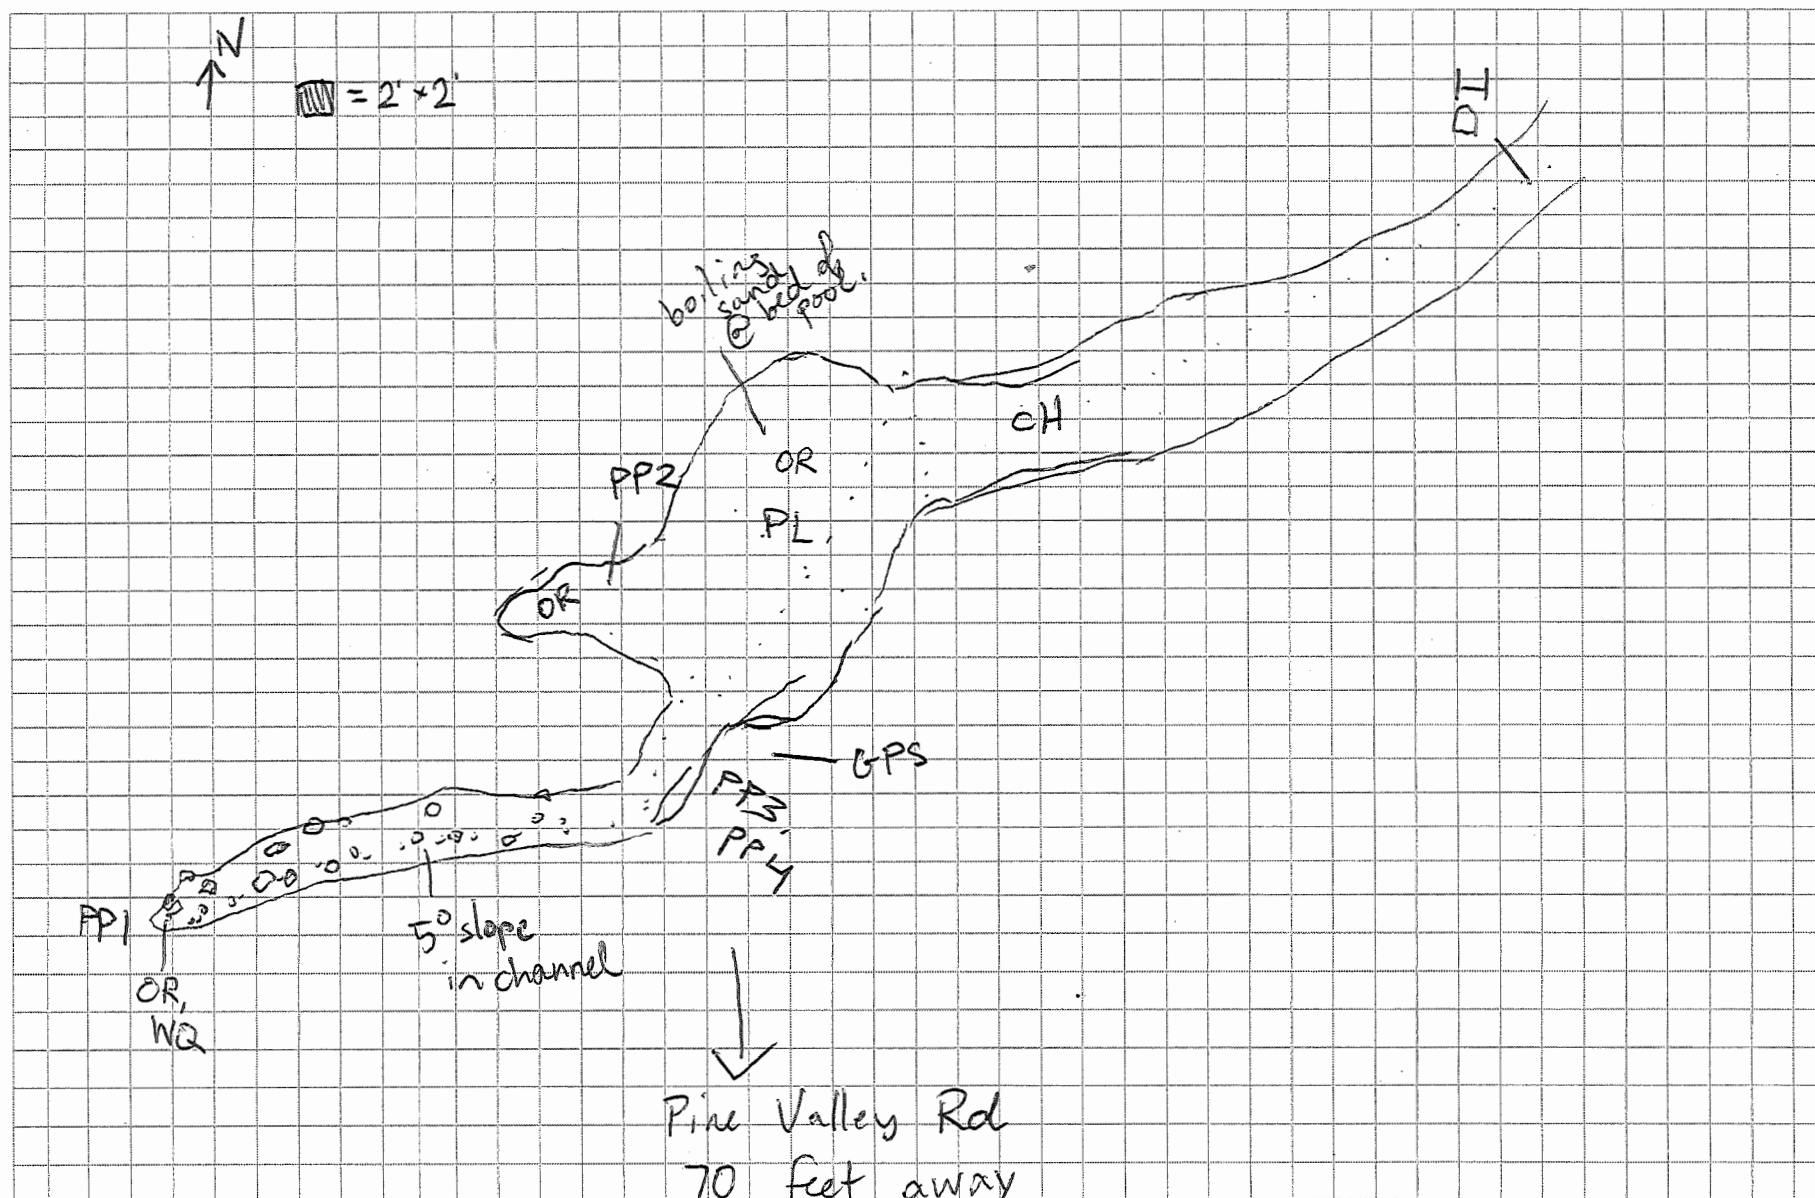 N
= 2' × 2'
DI
boiling
sand
@ bed of
pool.
CH
OR
PP2
PL
OR
GPS
PP3
PP4
PP1
5° slope
in channel
OR,
WQ
Pine Valley Rd
70 feet away